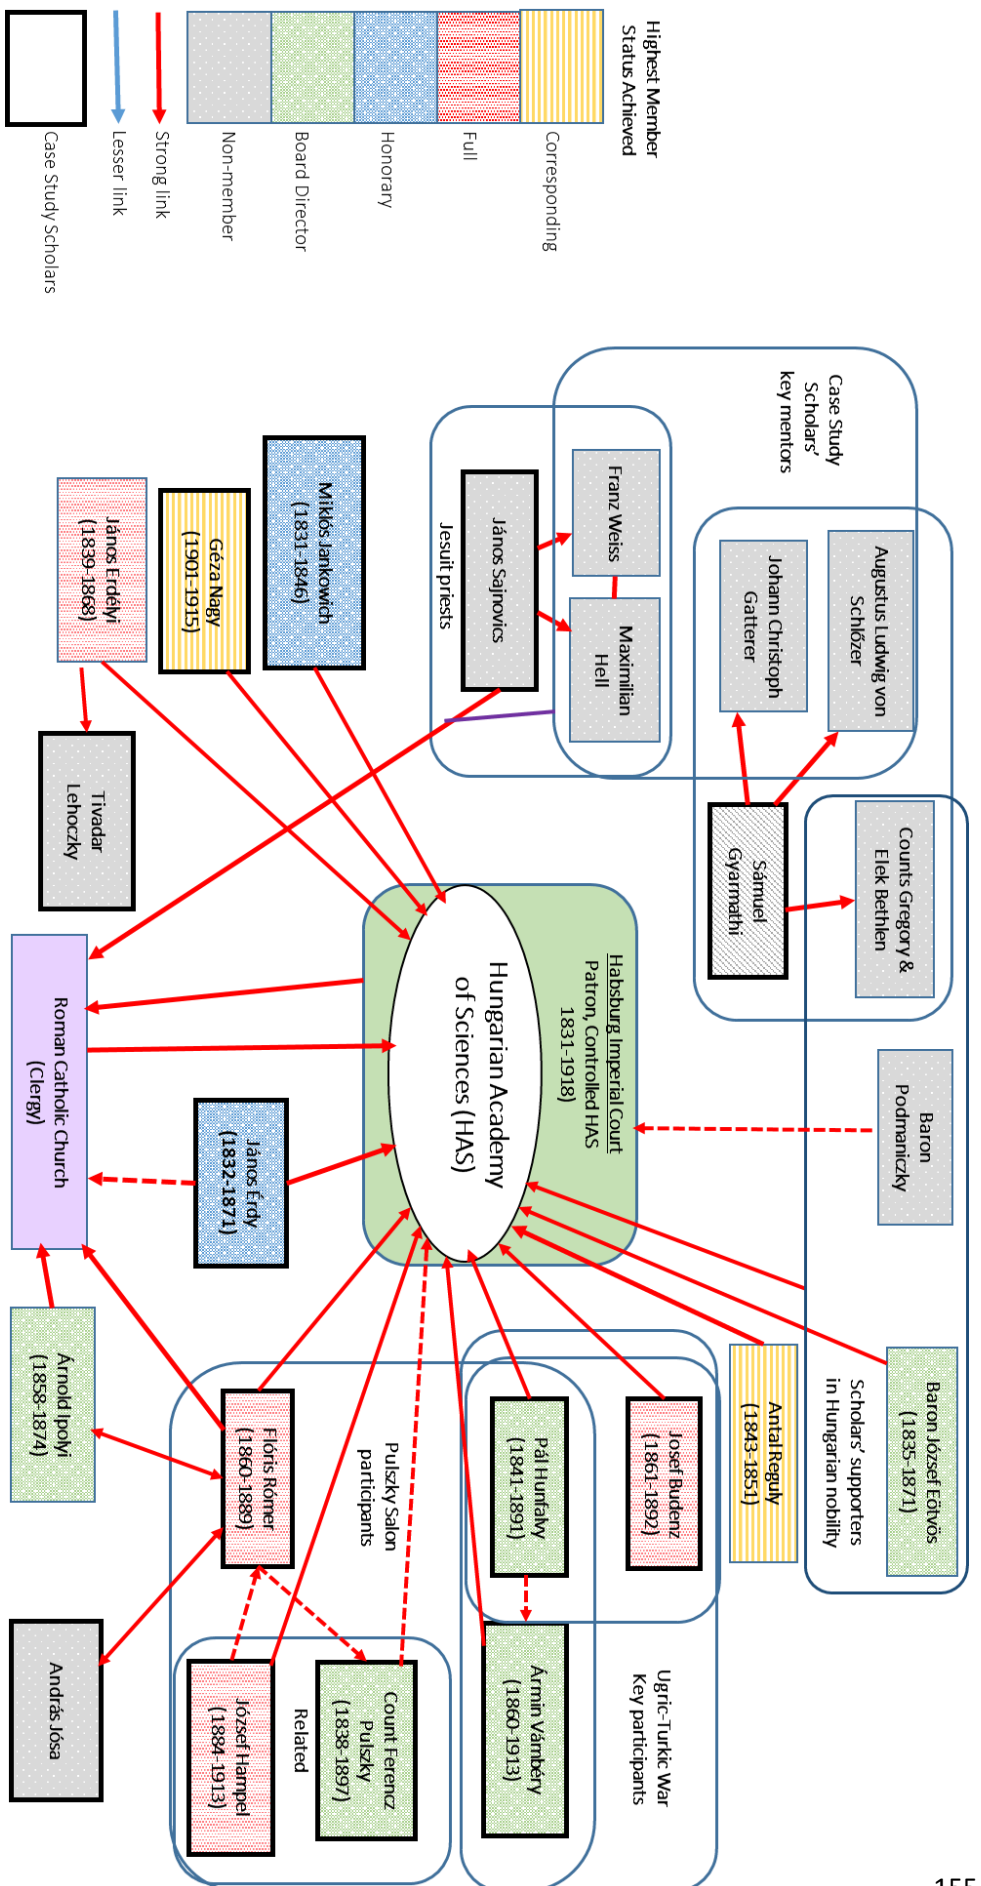 Highest Member
Status Achieved
Corresponding
Full
Honorary
Board Director
Non-member
Strong link
Lesser link
Case Study Scholars
Case Study
Scholars'
key mentors
Augustus Ludwig von
Schlőzer
Johann Christoph
Gatterer
Franz Weiss
Maximilian
Hell
János Sajnovics
Jesuit priests
Miklós Jankowich
(1831-1846)
Géza Nagy
(1901-1915)
János Erdélyi
(1839-1868)
Tivadar
Lehoczky
Counts Gregory &
Elek Bethlen
Sámuel
Gyarmathi
Baron
Podmaniczky
Habsburg Imperial Court
Patron, Controlled HAS
1831-1918)
Hungarian Academy
of Sciences (HAS)
János Érdy
(1832-1871)
Roman Catholic Church
(Clergy)
Baron József Eötvös
(1835-1871)
Scholars' supporters
in Hungarian nobility
Antal Reguly
(1843-1851)
Josef Budenz
(1861-1892)
Pál Hunfalvy
(1841-1891)
Pulszky Salon
participants
Flóris Rómer
(1860-1889)
Árnold Ipolyi
(1858-1874)
Ugric-Turkic War
Key participants
Ármin Vámbéry
(1860-1913)
Count Ferencz
Pulszky
(1838-1897)
Related
József Hampel
(1884-1913)
András Jósa
155